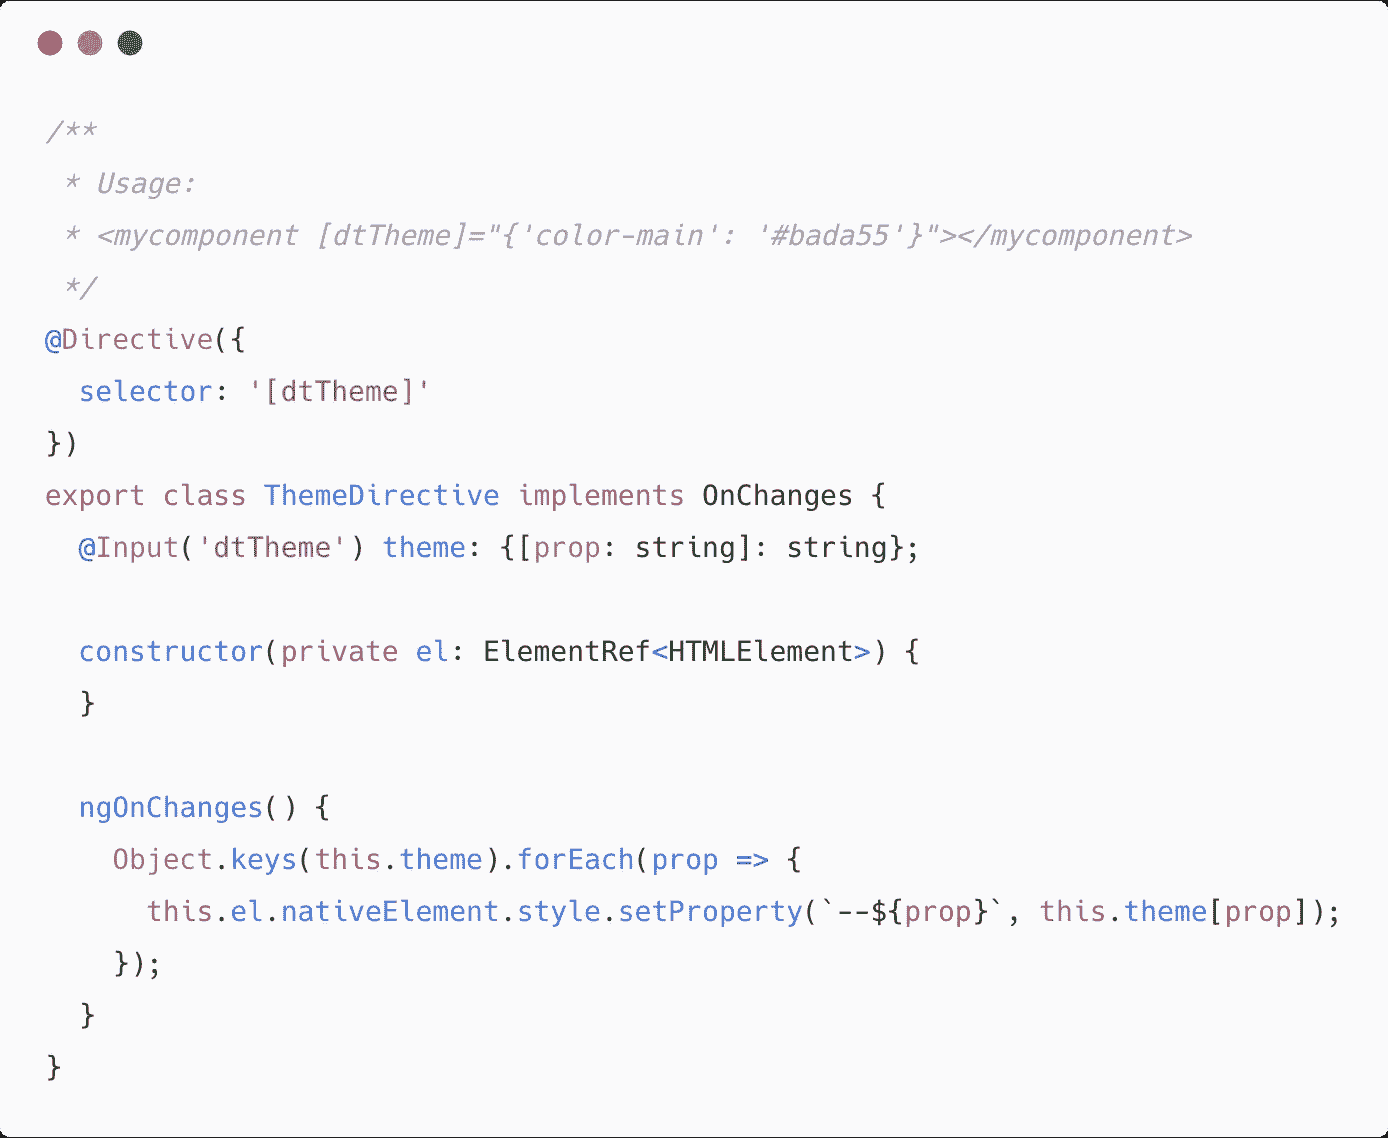 /**
 * Usage:
 * <mycomponent [dtTheme]="{'color-main': '#bada55'}"></mycomponent>
 */
@Directive({
  selector: '[dtTheme]'
})
export class ThemeDirective implements OnChanges {
  @Input('dtTheme') theme: {[prop: string]: string};

  constructor(private el: ElementRef<HTMLElement>) {
  }

  ngOnChanges() {
    Object.keys(this.theme).forEach(prop => {
      this.el.nativeElement.style.setProperty(`--${prop}`, this.theme[prop]);
    });
  }
}